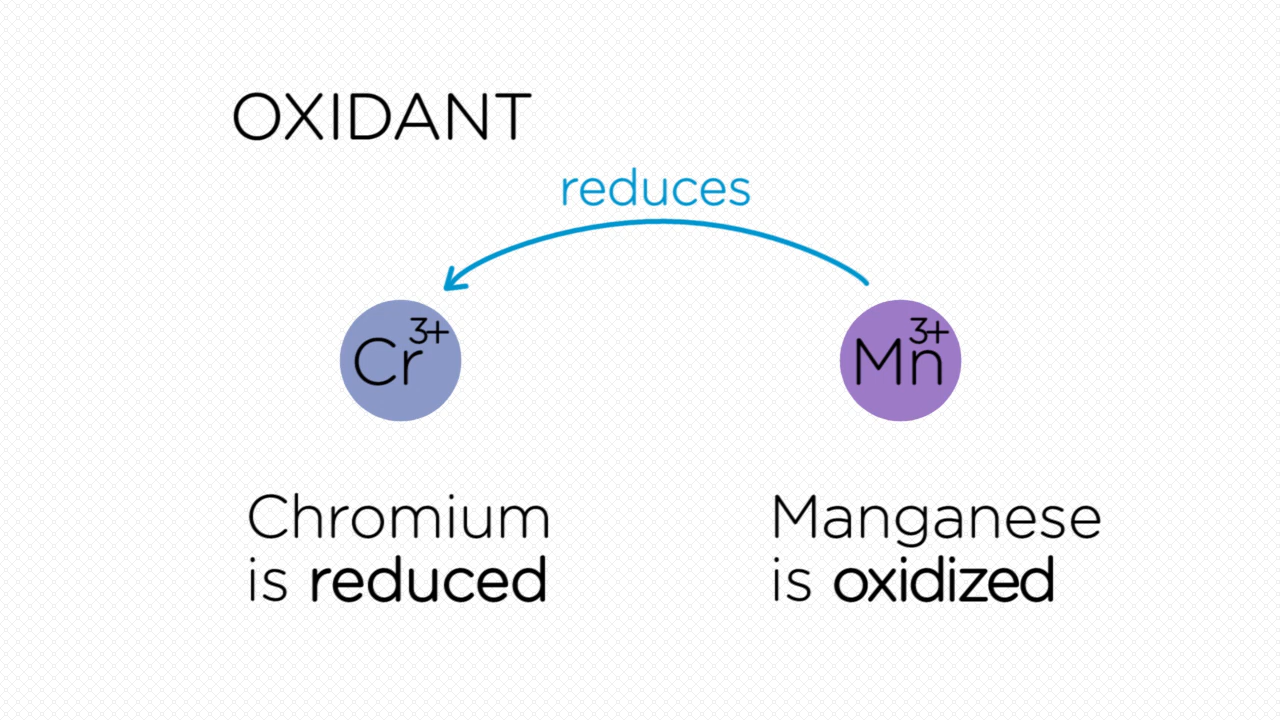 OXIDANT
reduces
Cr³⁺
Mn³⁺
Chromium
is reduced
Manganese
is oxidized